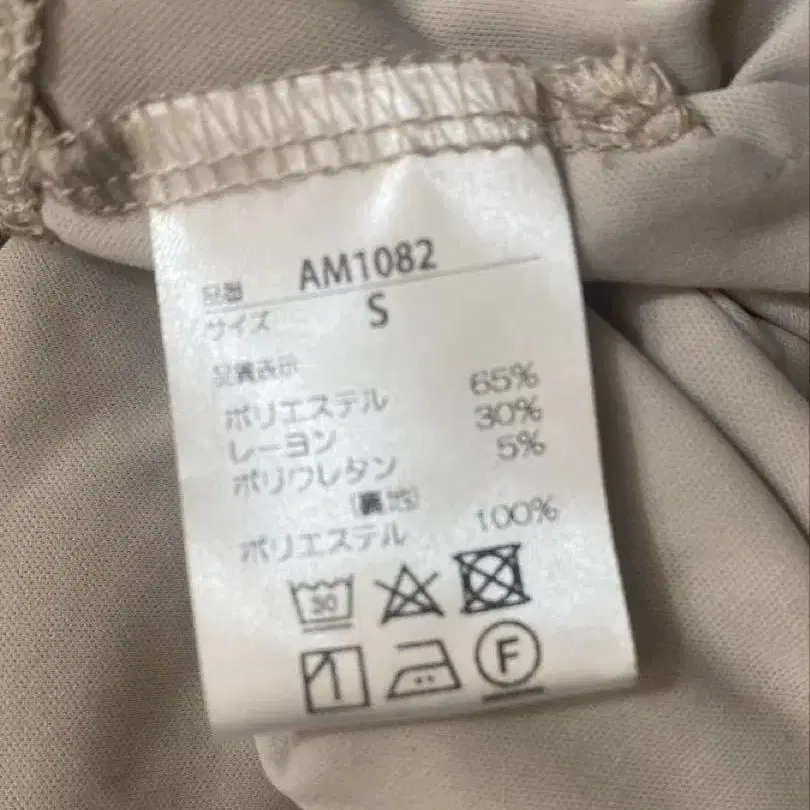 品番 AM1082
サイズ S
品質表示
ポリエステル 65%
レーヨン 30%
ポリウレタン 5%
(裏地)
ポリエステル 100%
30
F